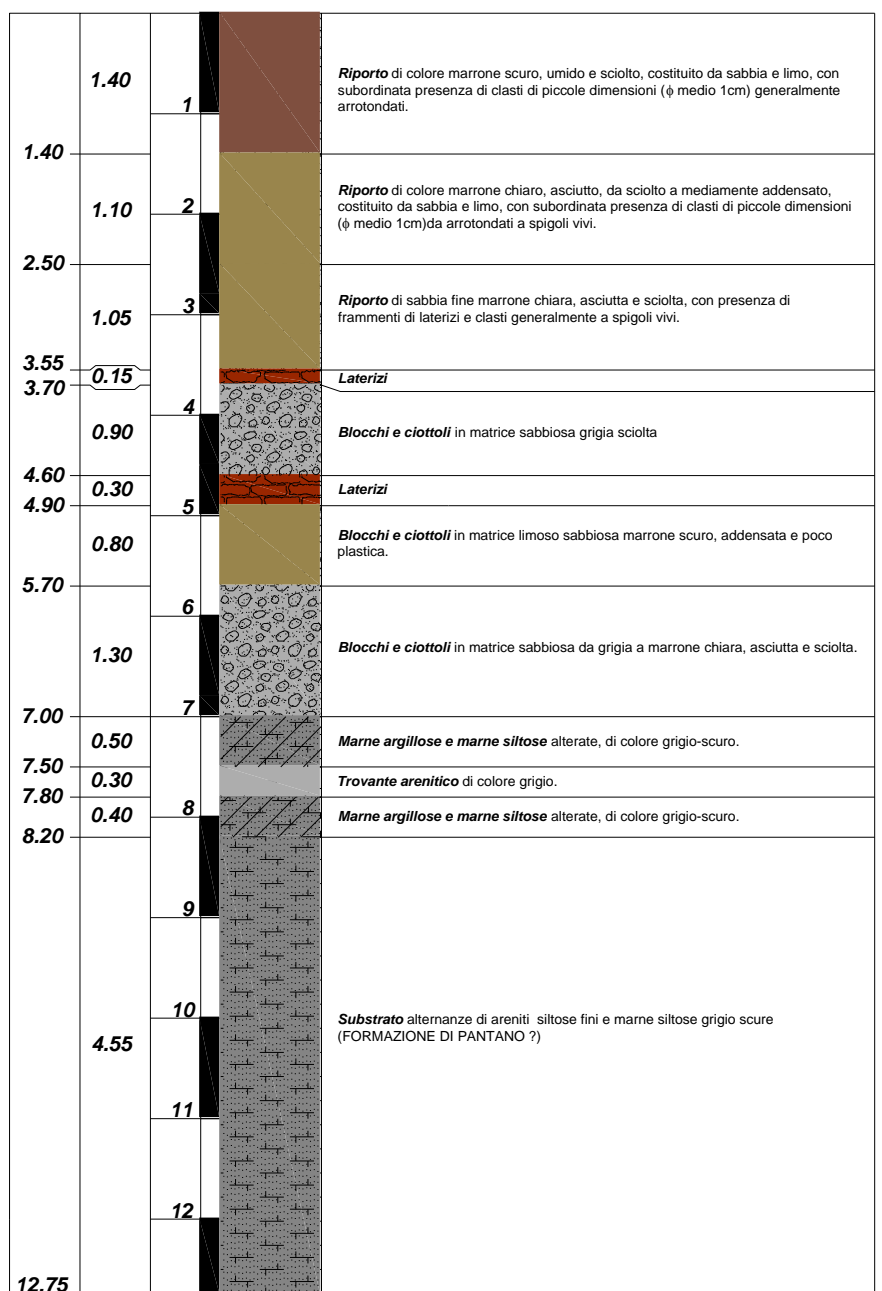 1.40
Riporto di colore marrone scuro, umido e sciolto, costituito da sabbia e limo, con
subordinata presenza di clasti di piccole dimensioni (ϕ medio 1cm) generalmente
arrotondati.
1
1.40
1.10
Riporto di colore marrone chiaro, asciutto, da sciolto a mediamente addensato,
costituito da sabbia e limo, con subordinata presenza di clasti di piccole dimensioni
(ϕ medio 1cm)da arrotondati a spigoli vivi.
2
2.50
1.05
Riporto di sabbia fine marrone chiara, asciutta e sciolta, con presenza di
frammenti di laterizi e clasti generalmente a spigoli vivi.
3
3.55
0.15
Laterizi
3.70
4
0.90
Blocchi e ciottoli in matrice sabbiosa grigia sciolta
4.60
0.30
Laterizi
4.90
5
0.80
Blocchi e ciottoli in matrice limoso sabbiosa marrone scuro, addensata e poco
plastica.
5.70
6
1.30
Blocchi e ciottoli in matrice sabbiosa da grigia a marrone chiara, asciutta e sciolta.
7
7.00
0.50
Marne argillose e marne siltose alterate, di colore grigio-scuro.
7.50
0.30
Trovante arenitico di colore grigio.
7.80
8
0.40
Marne argillose e marne siltose alterate, di colore grigio-scuro.
8.20
9
10
4.55
Substrato alternanze di areniti siltose fini e marne siltose grigio scure
(FORMAZIONE DI PANTANO ?)
11
12
12.75